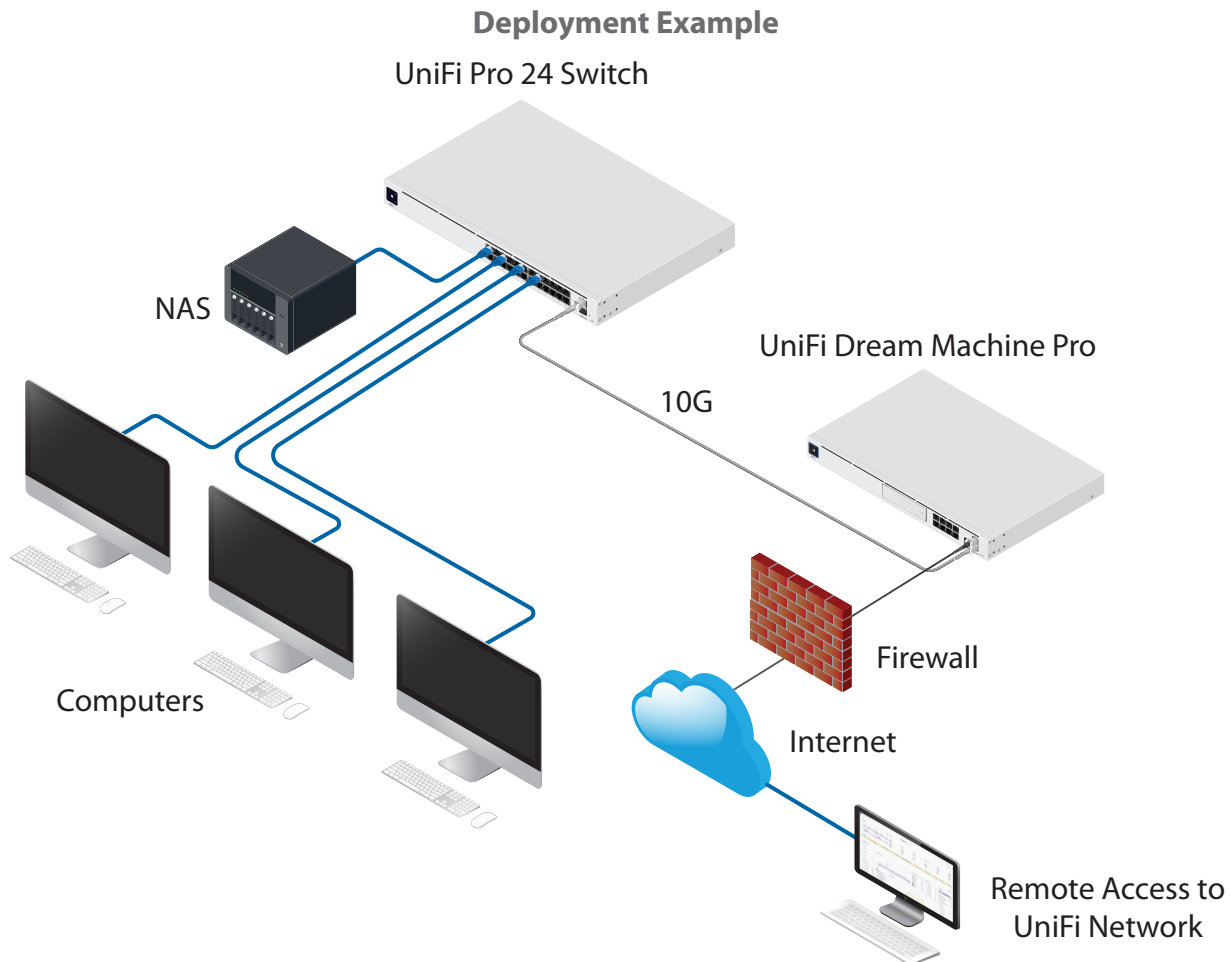 Deployment Example
UniFi Pro 24 Switch
NAS
UniFi Dream Machine Pro
10G
Firewall
Computers
Internet
Remote Access to
UniFi Network